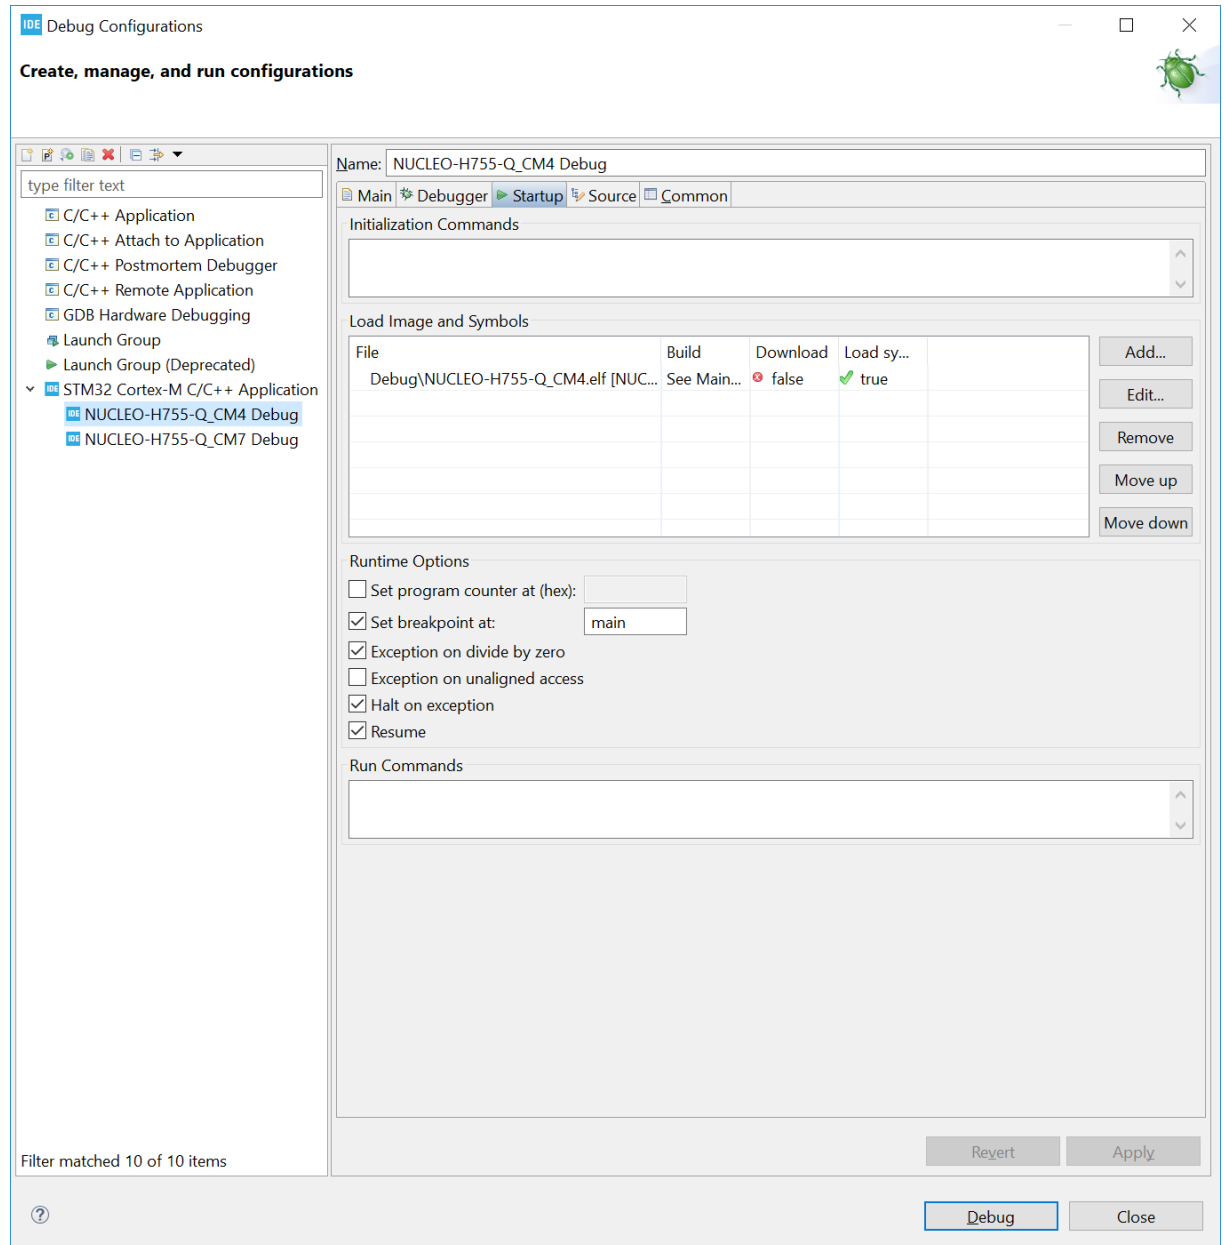 IDE Debug Configurations
Create, manage, and run configurations
type filter text
C/C++ Application
C/C++ Attach to Application
C/C++ Postmortem Debugger
C/C++ Remote Application
GDB Hardware Debugging
Launch Group
Launch Group (Deprecated)
IDE STM32 Cortex-M C/C++ Application
IDE NUCLEO-H755-Q_CM4 Debug
IDE NUCLEO-H755-Q_CM7 Debug
Filter matched 10 of 10 items
Name: NUCLEO-H755-Q_CM4 Debug
Main Debugger Startup Source Common
Initialization Commands
Load Image and Symbols
File Build Download Load sy...
Debug\NUCLEO-H755-Q_CM4.elf [NUC... See Main... false true
Add...
Edit...
Remove
Move up
Move down
Runtime Options
Set program counter at (hex):
Set breakpoint at: main
Exception on divide by zero
Exception on unaligned access
Halt on exception
Resume
Run Commands
Revert Apply
? Debug Close